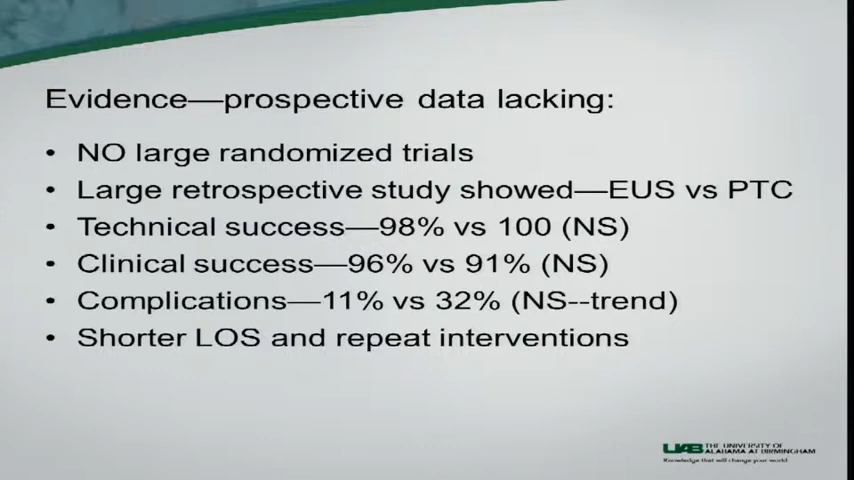 Evidence—prospective data lacking:
• NO large randomized trials
• Large retrospective study showed—EUS vs PTC
• Technical success—98% vs 100 (NS)
• Clinical success—96% vs 91% (NS)
• Complications—11% vs 32% (NS--trend)
• Shorter LOS and repeat interventions
UAB THE UNIVERSITY OF
ALABAMA AT BIRMINGHAM
Knowledge that will change your world